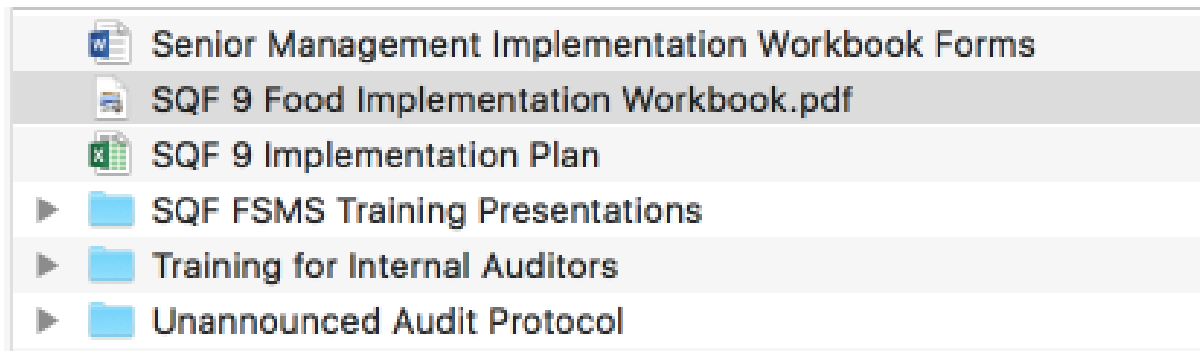 Senior Management Implementation Workbook Forms
SQF 9 Food Implementation Workbook.pdf
SQF 9 Implementation Plan
SQF FSMS Training Presentations
Training for Internal Auditors
Unannounced Audit Protocol